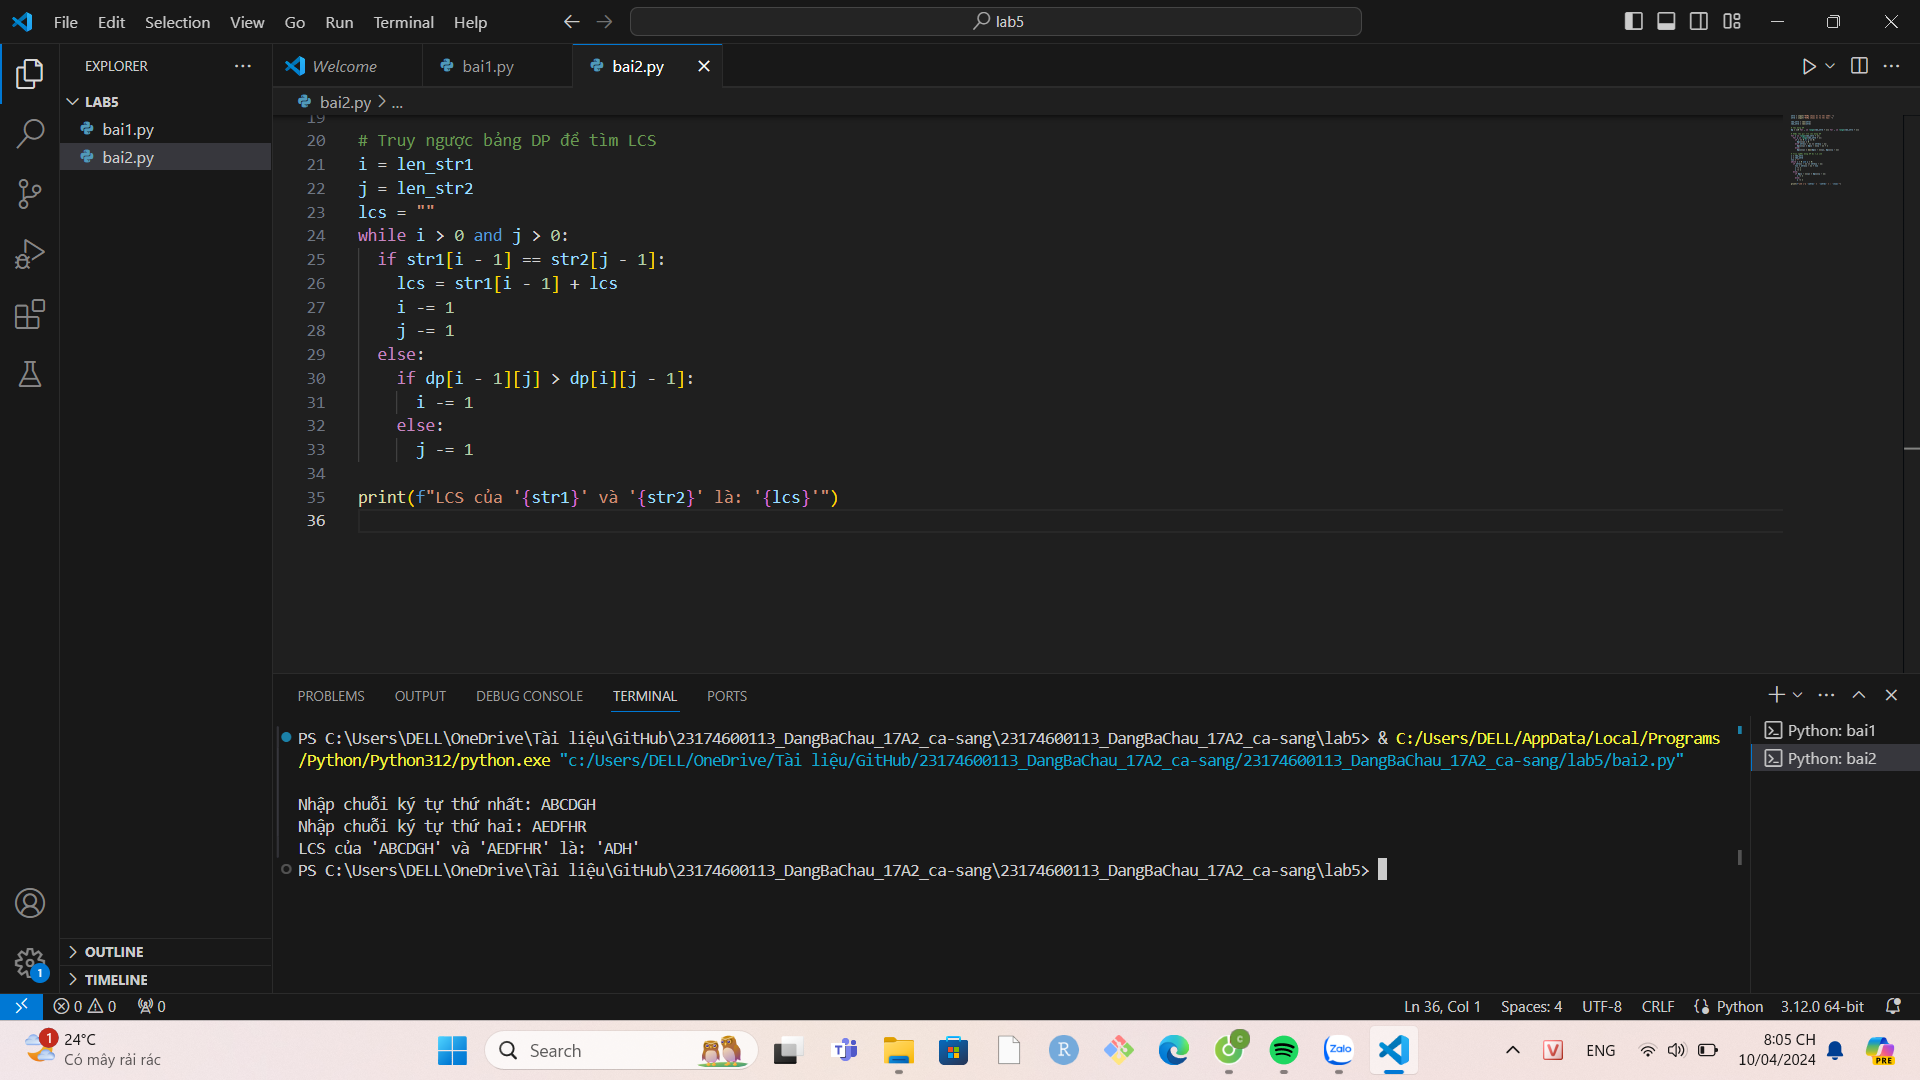 File Edit Selection View Go Run Terminal Help
lab5
EXPLORER
LAB5
bai1.py
bai2.py
OUTLINE
TIMELINE
Welcome
bai1.py
bai2.py
bai2.py > ...
19
20 # Truy ngược bảng DP để tìm LCS
21 i = len_str1
22 j = len_str2
23 lcs = ""
24 while i > 0 and j > 0:
25 if str1[i - 1] == str2[j - 1]:
26 lcs = str1[i - 1] + lcs
27 i -= 1
28 j -= 1
29 else:
30 if dp[i - 1][j] > dp[i][j - 1]:
31 i -= 1
32 else:
33 j -= 1
34
35 print(f"LCS của '{str1}' và '{str2}' là: '{lcs}'")
36
PROBLEMS OUTPUT DEBUG CONSOLE TERMINAL PORTS
PS C:\Users\DELL\OneDrive\Tài liệu\GitHub\23174600113_DangBaChau_17A2_ca-sang\23174600113_DangBaChau_17A2_ca-sang\lab5> & C:/Users/DELL/AppData/Local/Programs
/Python/Python312/python.exe "c:/Users/DELL/OneDrive/Tài liệu/GitHub/23174600113_DangBaChau_17A2_ca-sang/23174600113_DangBaChau_17A2_ca-sang/lab5/bai2.py"
Nhập chuỗi ký tự thứ nhất: ABCDGH
Nhập chuỗi ký tự thứ hai: AEDFHR
LCS của 'ABCDGH' và 'AEDFHR' là: 'ADH'
PS C:\Users\DELL\OneDrive\Tài liệu\GitHub\23174600113_DangBaChau_17A2_ca-sang\23174600113_DangBaChau_17A2_ca-sang\lab5>
Python: bai1
Python: bai2
1
0 0 0
Ln 36, Col 1 Spaces: 4 UTF-8 CRLF Python 3.12.0 64-bit
1
24°C
Có mây rải rác
Search
R
C
Zalo
V
ENG
8:05 CH
10/04/2024
PRE